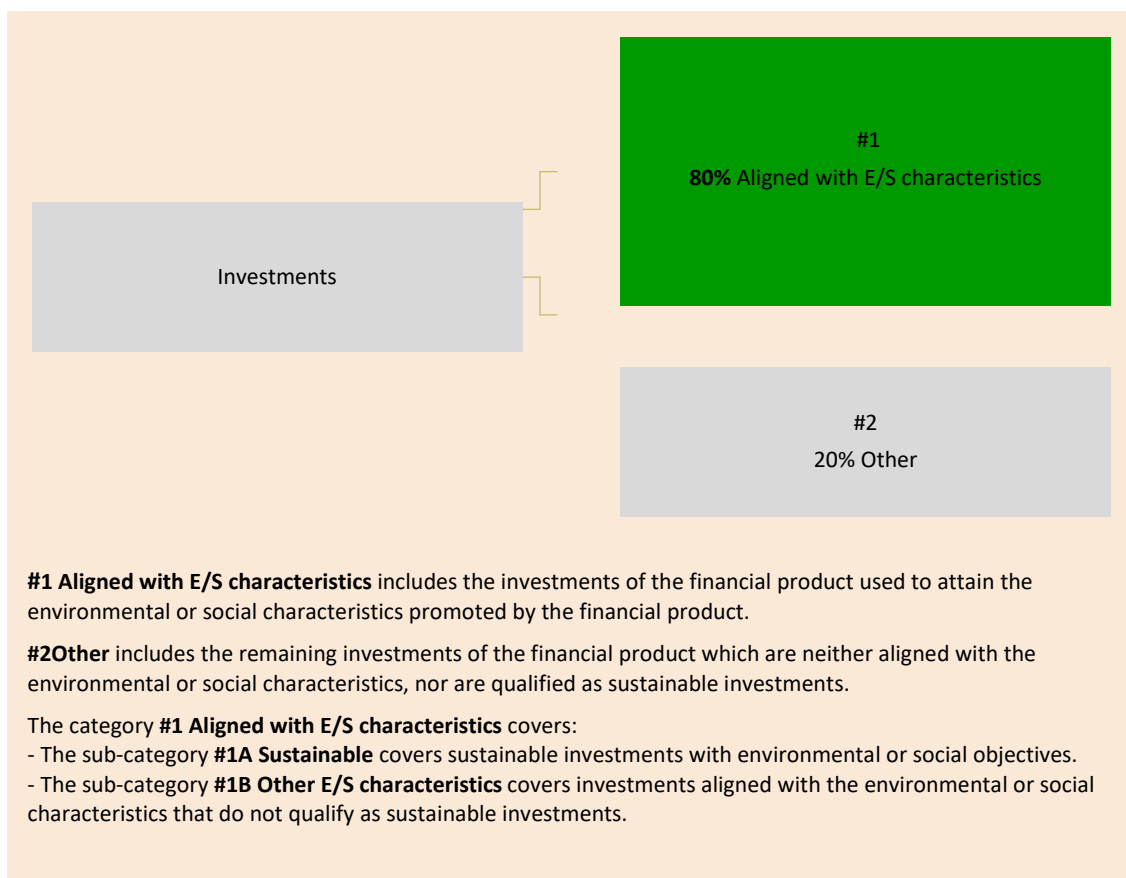 #1
80% Aligned with E/S characteristics
Investments
#2
20% Other
#1 Aligned with E/S characteristics includes the investments of the financial product used to attain the
environmental or social characteristics promoted by the financial product.
#2Other includes the remaining investments of the financial product which are neither aligned with the
environmental or social characteristics, nor are qualified as sustainable investments.
The category #1 Aligned with E/S characteristics covers:
- The sub-category #1A Sustainable covers sustainable investments with environmental or social objectives.
- The sub-category #1B Other E/S characteristics covers investments aligned with the environmental or social
characteristics that do not qualify as sustainable investments.